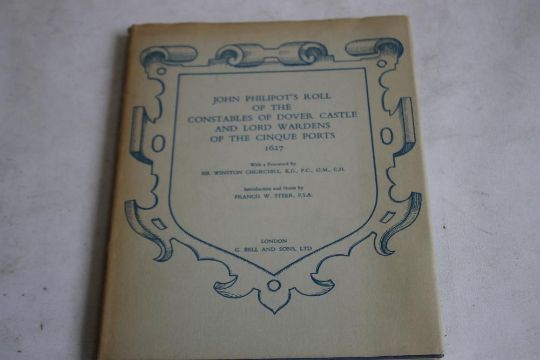 JOHN PHILIPOT'S ROLL
OF THE
CONSTABLES OF DOVER CASTLE
AND LORD WARDENS
OF THE CINQUE PORTS
1627
With a Foreword by
SIR WINSTON CHURCHILL, K.G., P.C., O.M., C.H.
Introduction and Notes by
FRANCIS W. STEER, F.S.A.
LONDON
G. BELL AND SONS, LTD